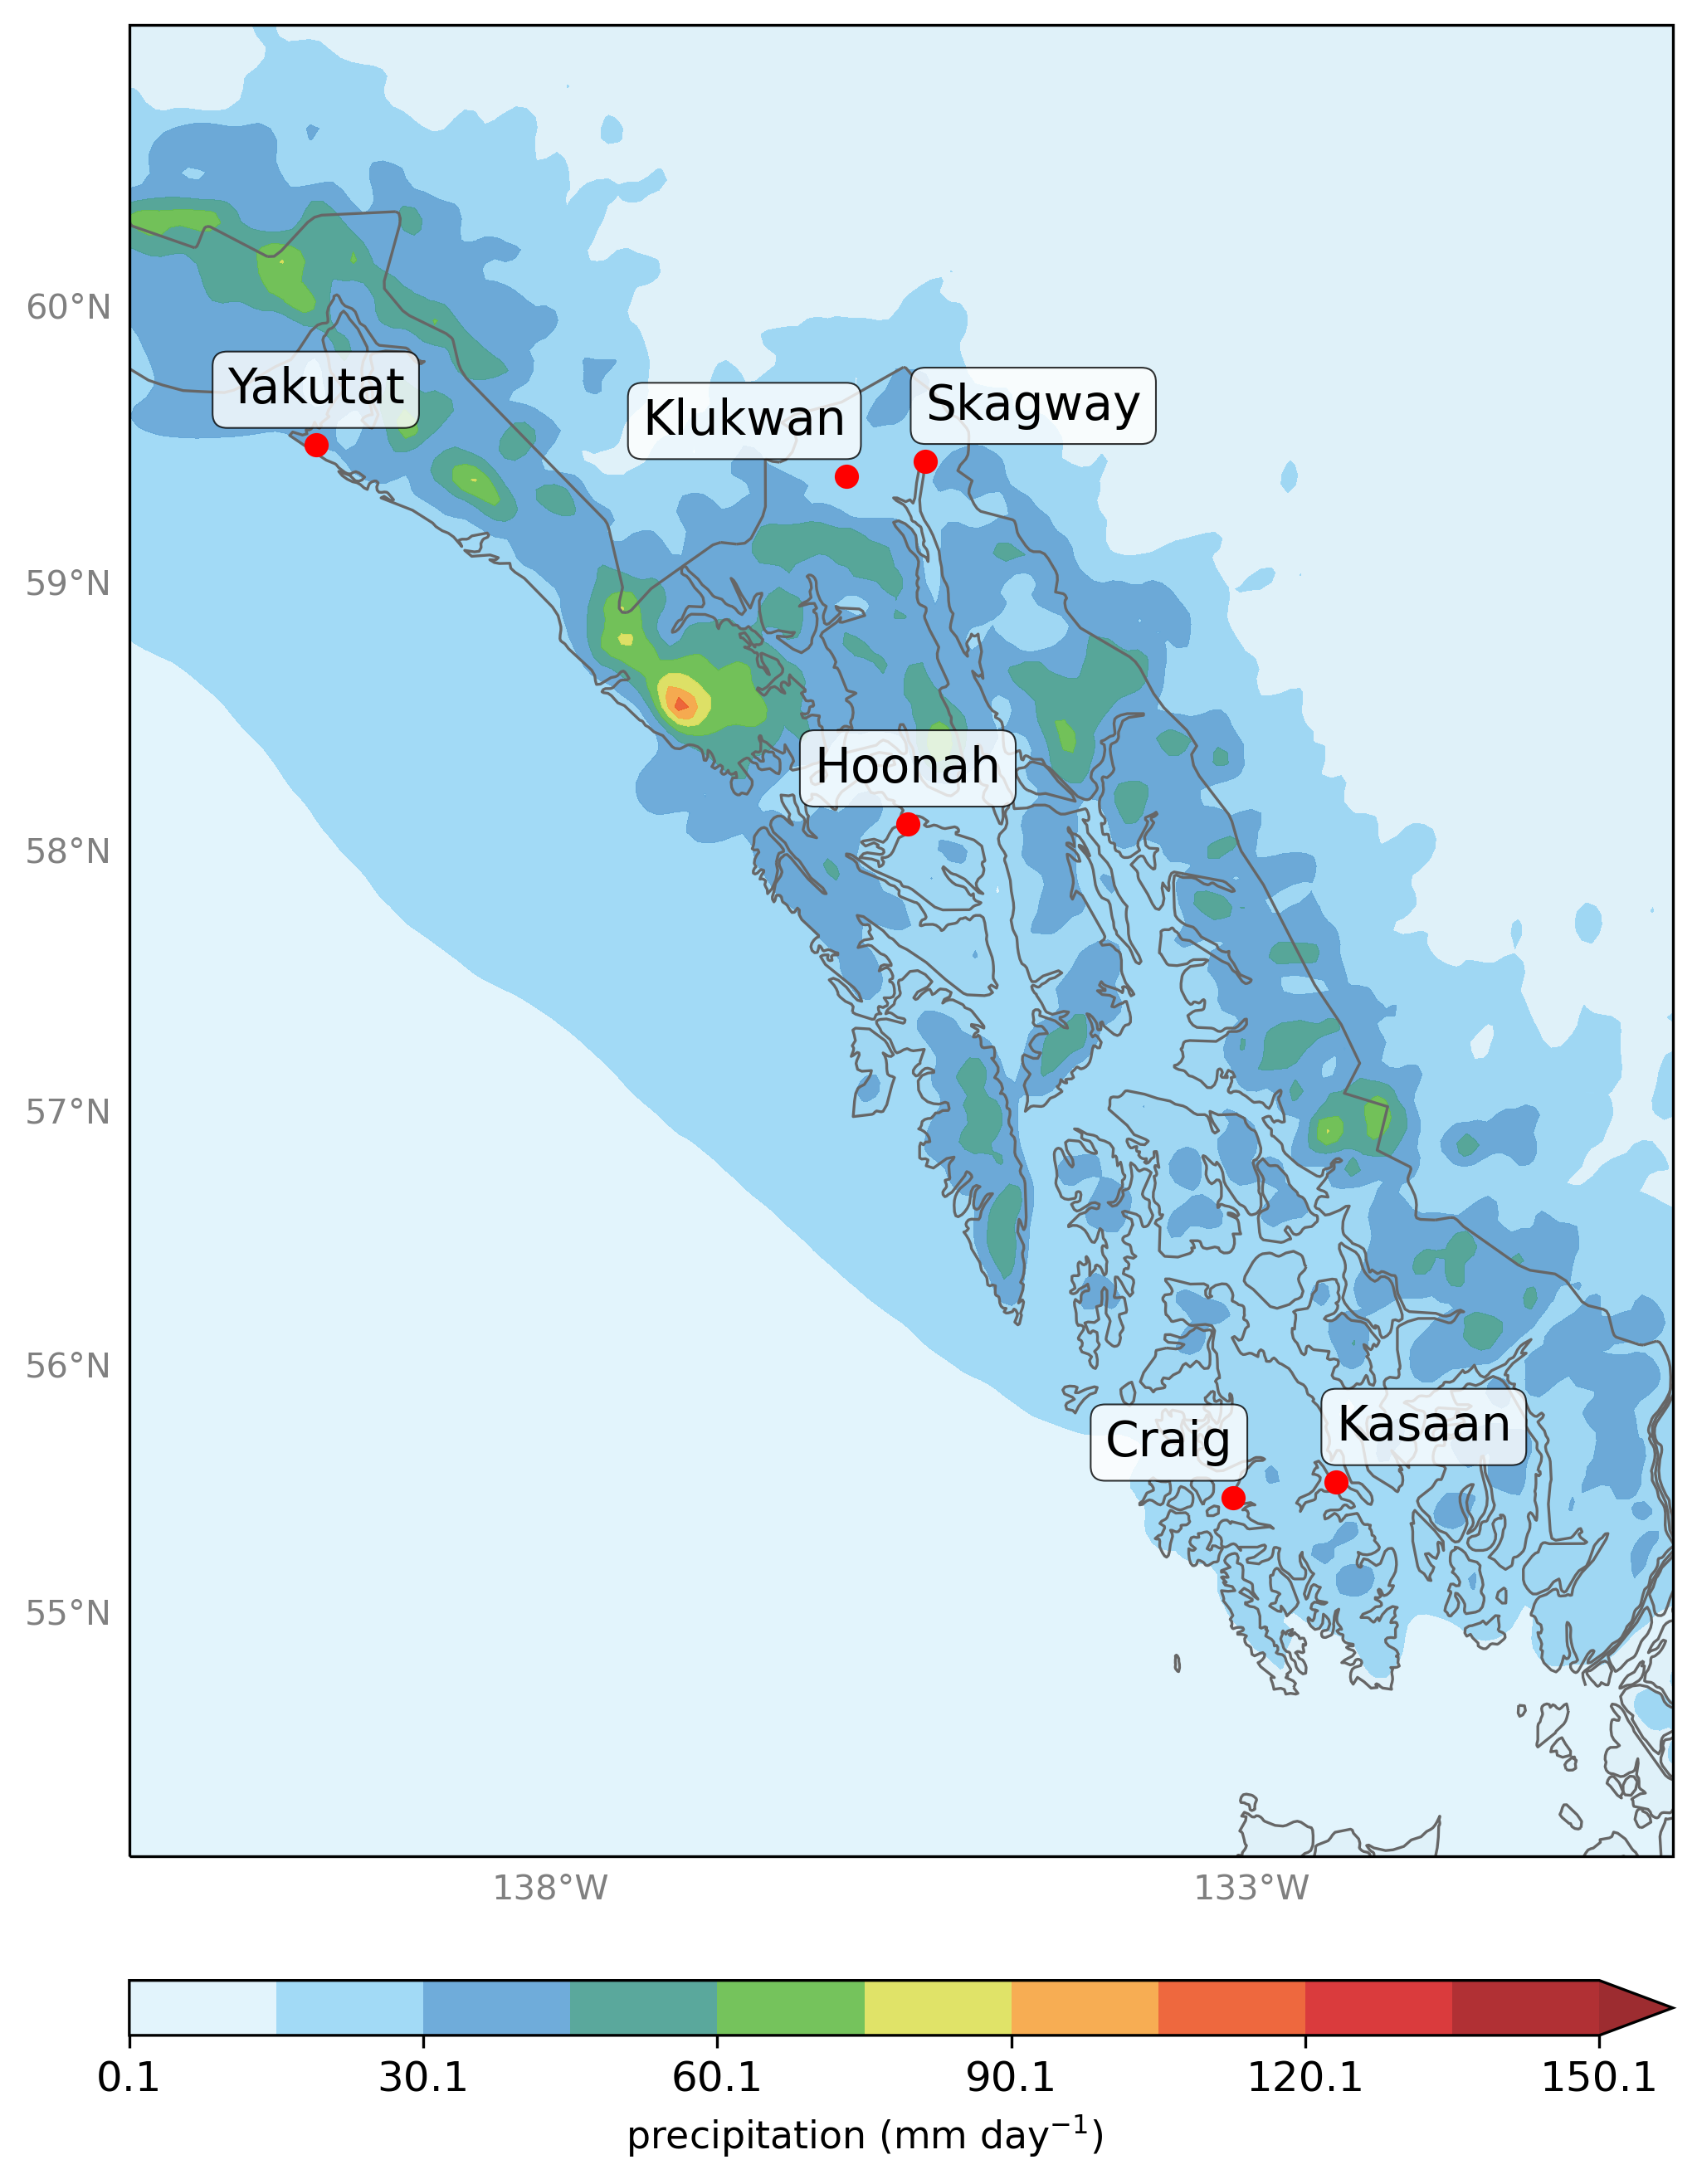 60°N
Yakutat
Klukwan
Skagway
59°N
Hoonah
58°N
57°N
56°N
Craig
Kasaan
55°N
138°W
133°W
0.1
30.1
60.1
90.1
120.1
150.1
precipitation (mm day⁻¹)